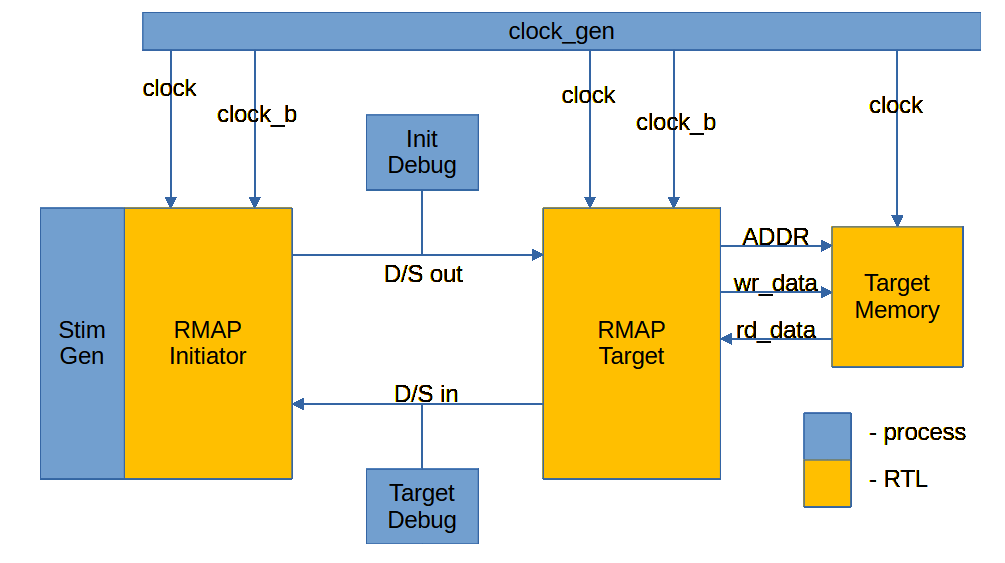 clock_gen
clock
clock_b
clock
clock_b
clock
Init
Debug
D/S out
ADDR
wr_data
rd_data
Stim
Gen
RMAP
Initiator
RMAP
Target
Target
Memory
D/S in
Target
Debug
- process
- RTL